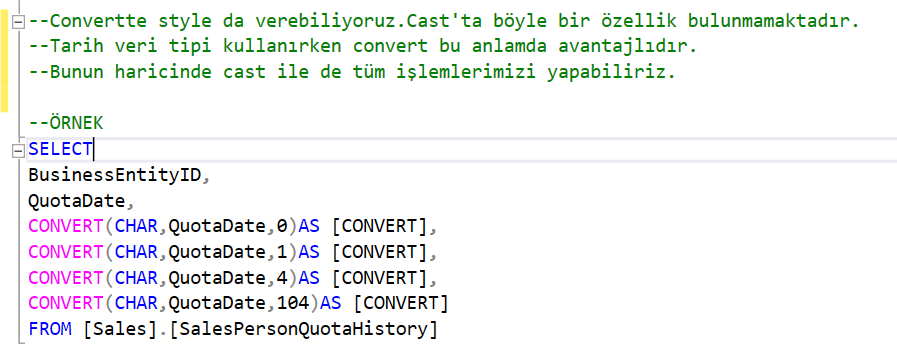 --Convertte style da verebiliyoruz.Cast'ta böyle bir özellik bulunmamaktadır.
--Tarih veri tipi kullanırken convert bu anlamda avantajlıdır.
--Bunun haricinde cast ile de tüm işlemlerimizi yapabiliriz.
--ÖRNEK
SELECT
BusinessEntityID,
QuotaDate,
CONVERT(CHAR,QuotaDate,0)AS [CONVERT],
CONVERT(CHAR,QuotaDate,1)AS [CONVERT],
CONVERT(CHAR,QuotaDate,4)AS [CONVERT],
CONVERT(CHAR,QuotaDate,104)AS [CONVERT]
FROM [Sales].[SalesPersonQuotaHistory]